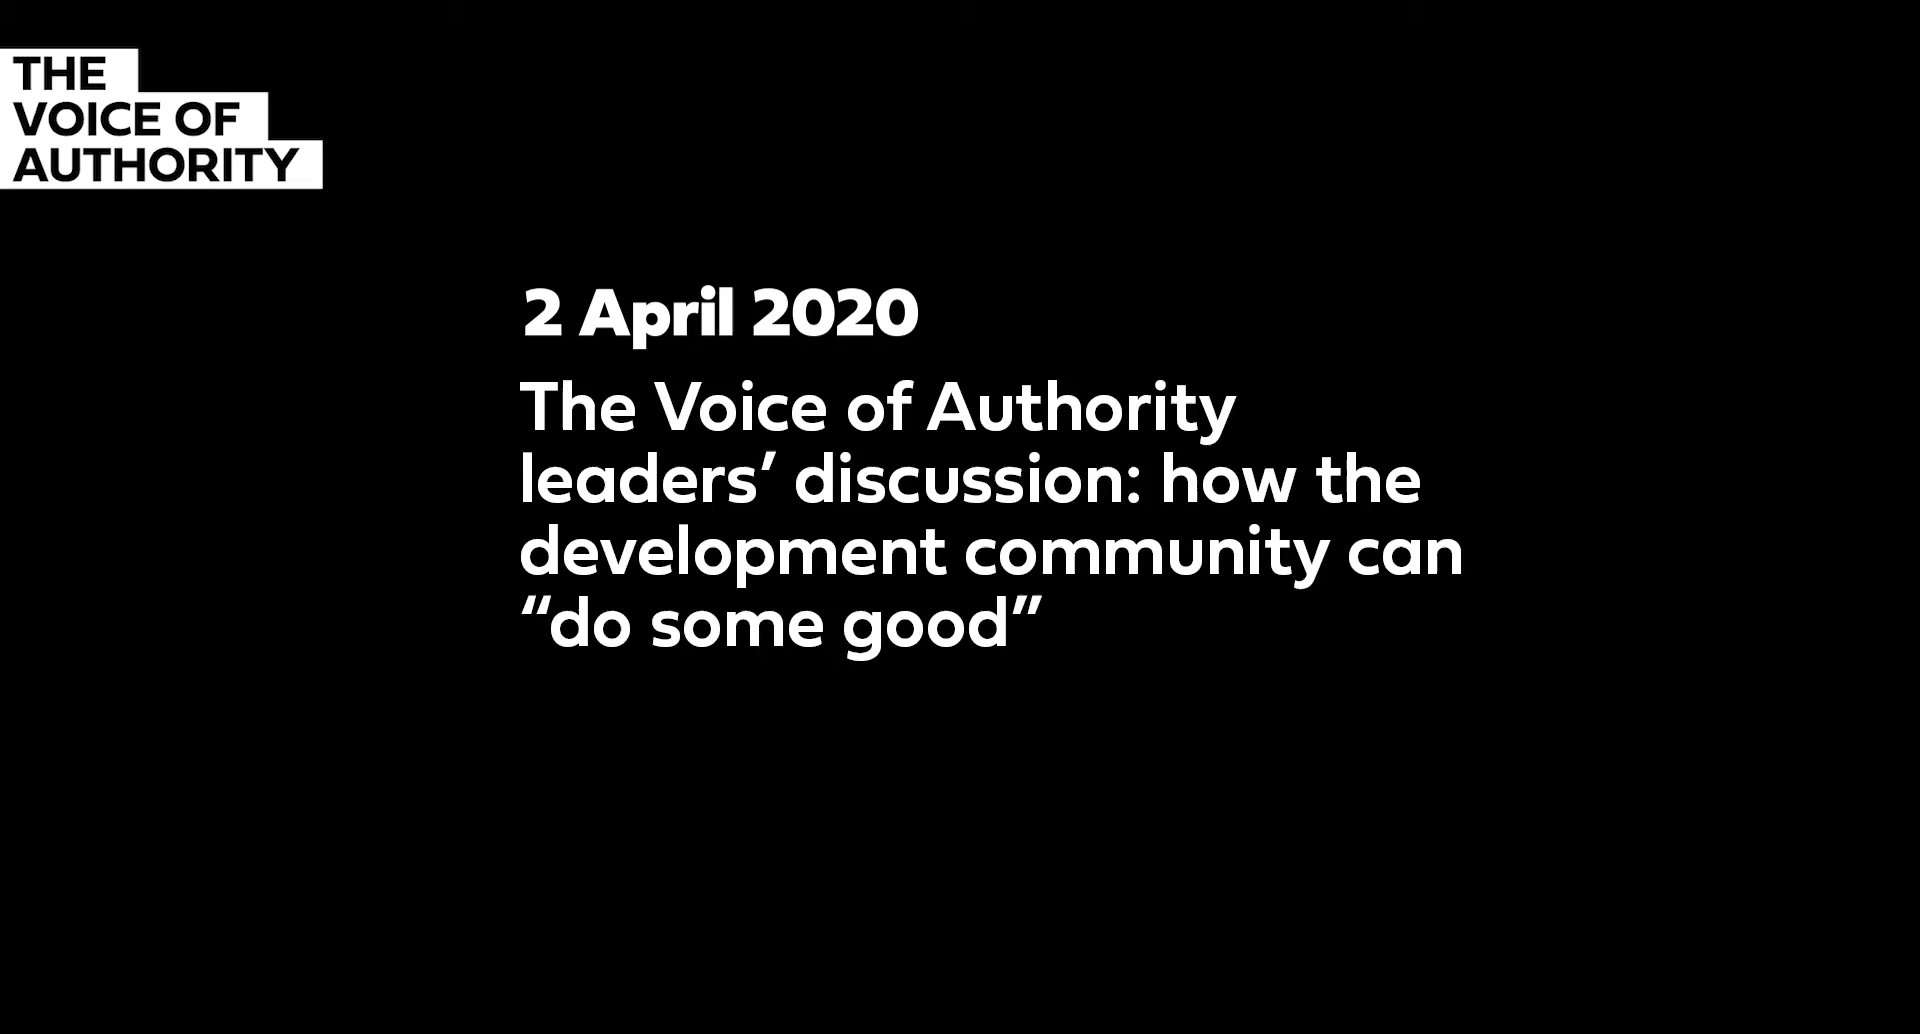 THE
VOICE OF
AUTHORITY
2 April 2020
The Voice of Authority
leaders’ discussion: how the
development community can
“do some good”